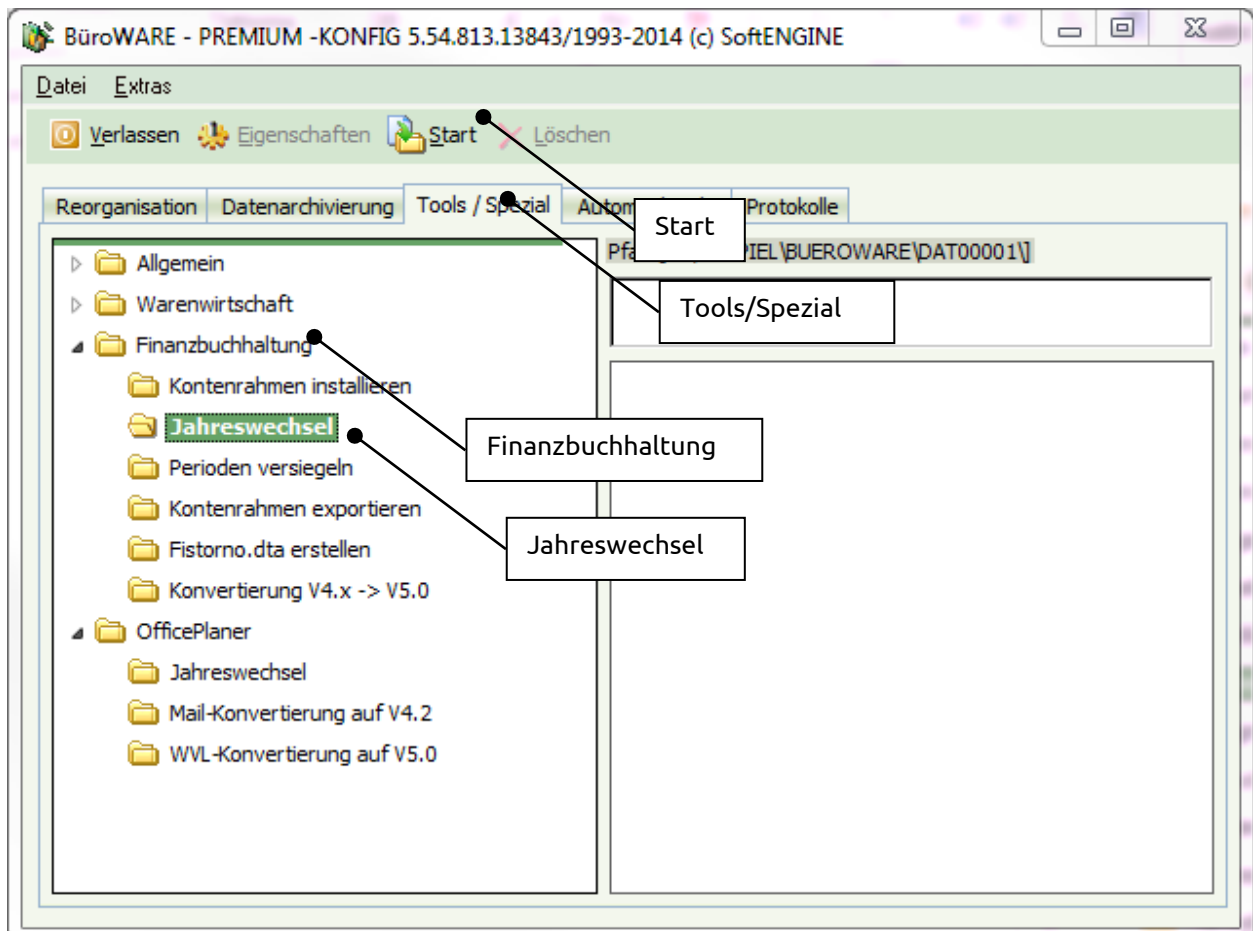 BüroWARE - PREMIUM -KONFIG 5.54.813.13843/1993-2014 (c) SoftENGINE
Datei Extras
Verlassen Eigenschaften Start Löschen
Reorganisation Datenarchivierung Tools / Spezial Protokolle
Start
Tools/Spezial
Finanzbuchhaltung
Jahreswechsel
Allgemein
Warenwirtschaft
Finanzbuchhaltung
Kontenrahmen installieren
Jahreswechsel
Perioden versiegeln
Kontenrahmen exportieren
Fistorno.dta erstellen
Konvertierung V4.x -> V5.0
OfficePlaner
Jahreswechsel
Mail-Konvertierung auf V4.2
WVL-Konvertierung auf V5.0